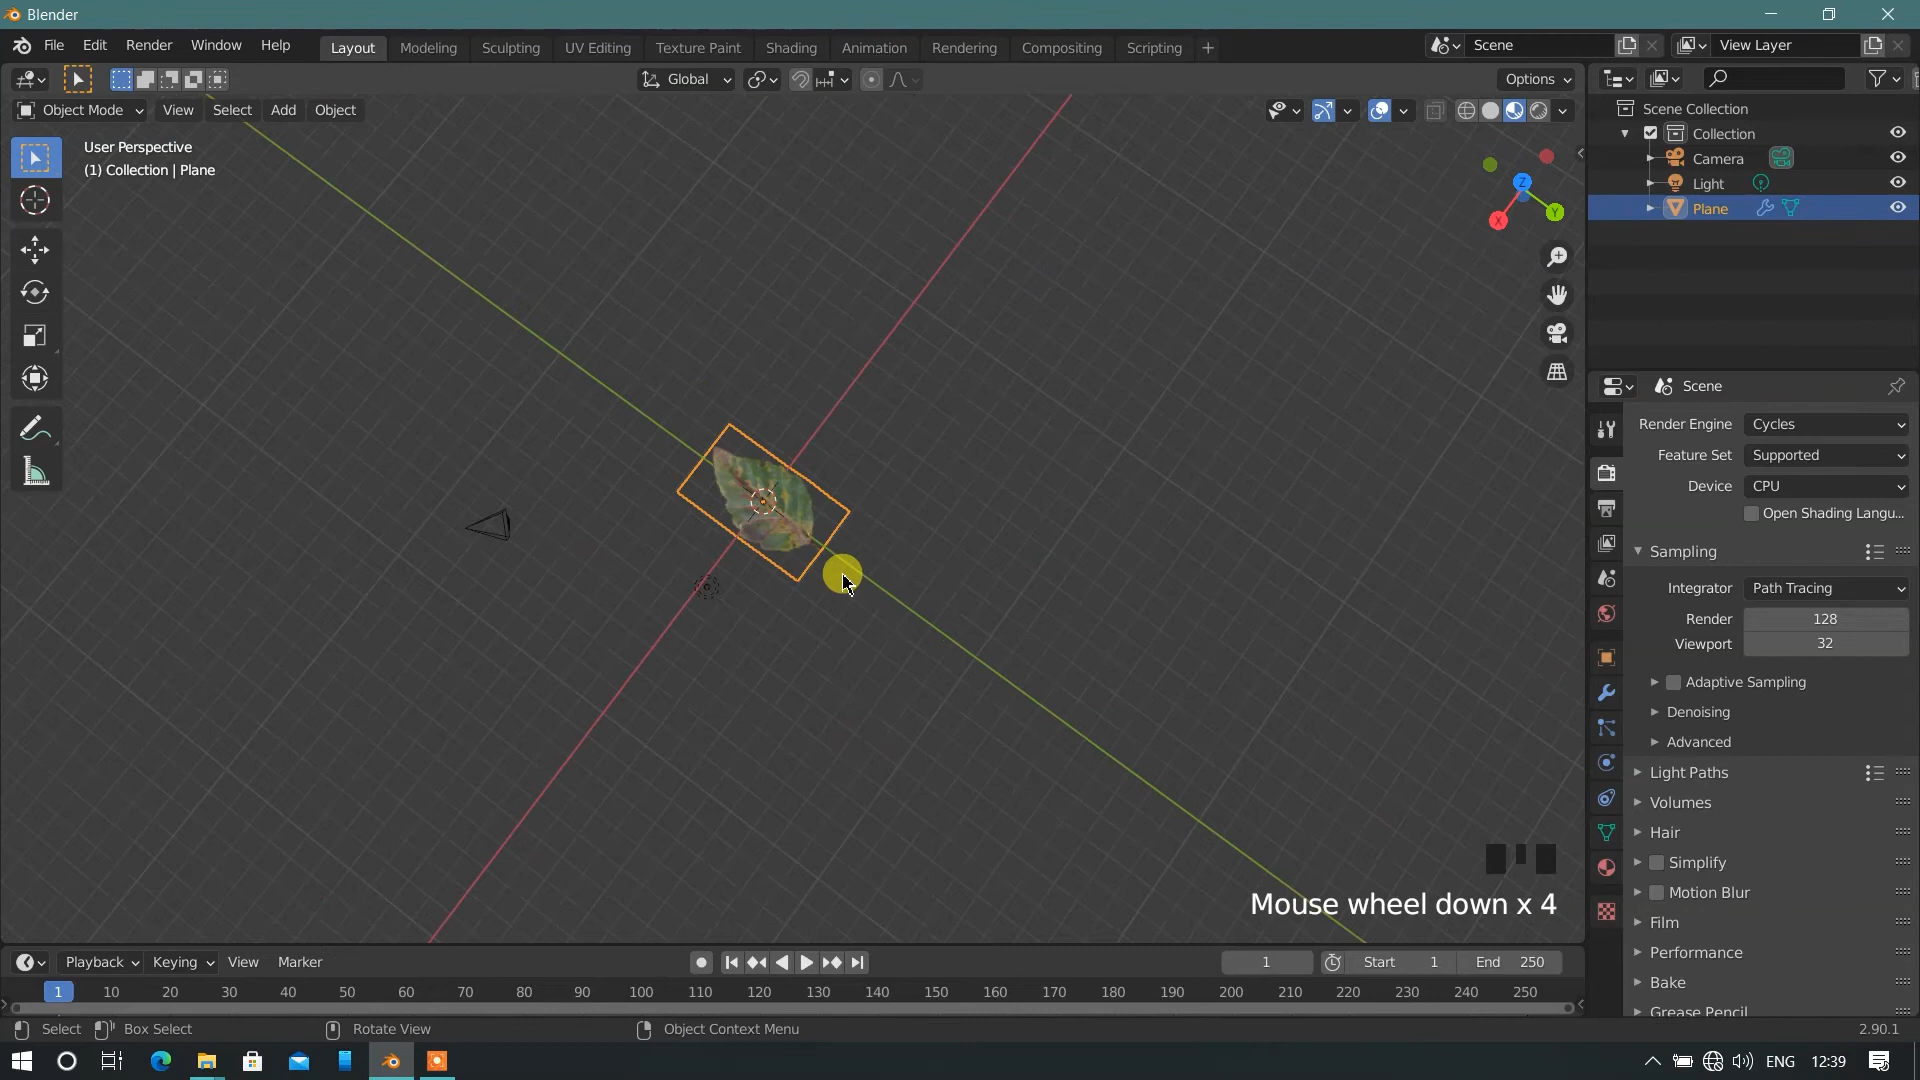 Blender
File Edit Render Window Help Layout Modeling Sculpting UV Editing Texture Paint Shading Animation Rendering Compositing Scripting + Scene View Layer
Global Options
Object Mode View Select Add Object
User Perspective
(1) Collection | Plane
Z
Y
X
Scene Collection
Collection
Camera
Light
Plane
Scene
Render Engine Cycles
Feature Set Supported
Device CPU
Open Shading Langu...
Sampling
Integrator Path Tracing
Render 128
Viewport 32
Adaptive Sampling
Denoising
Advanced
Light Paths
Volumes
Hair
Simplify
Motion Blur
Film
Performance
Bake
Grease Pencil
Mouse wheel down x 4
Playback Keying View Marker 1 Start 1 End 250
1 10 20 30 40 50 60 70 80 90 100 110 120 130 140 150 160 170 180 190 200 210 220 230 240 250
Select Box Select Rotate View Object Context Menu 2.90.1
ENG 12:39